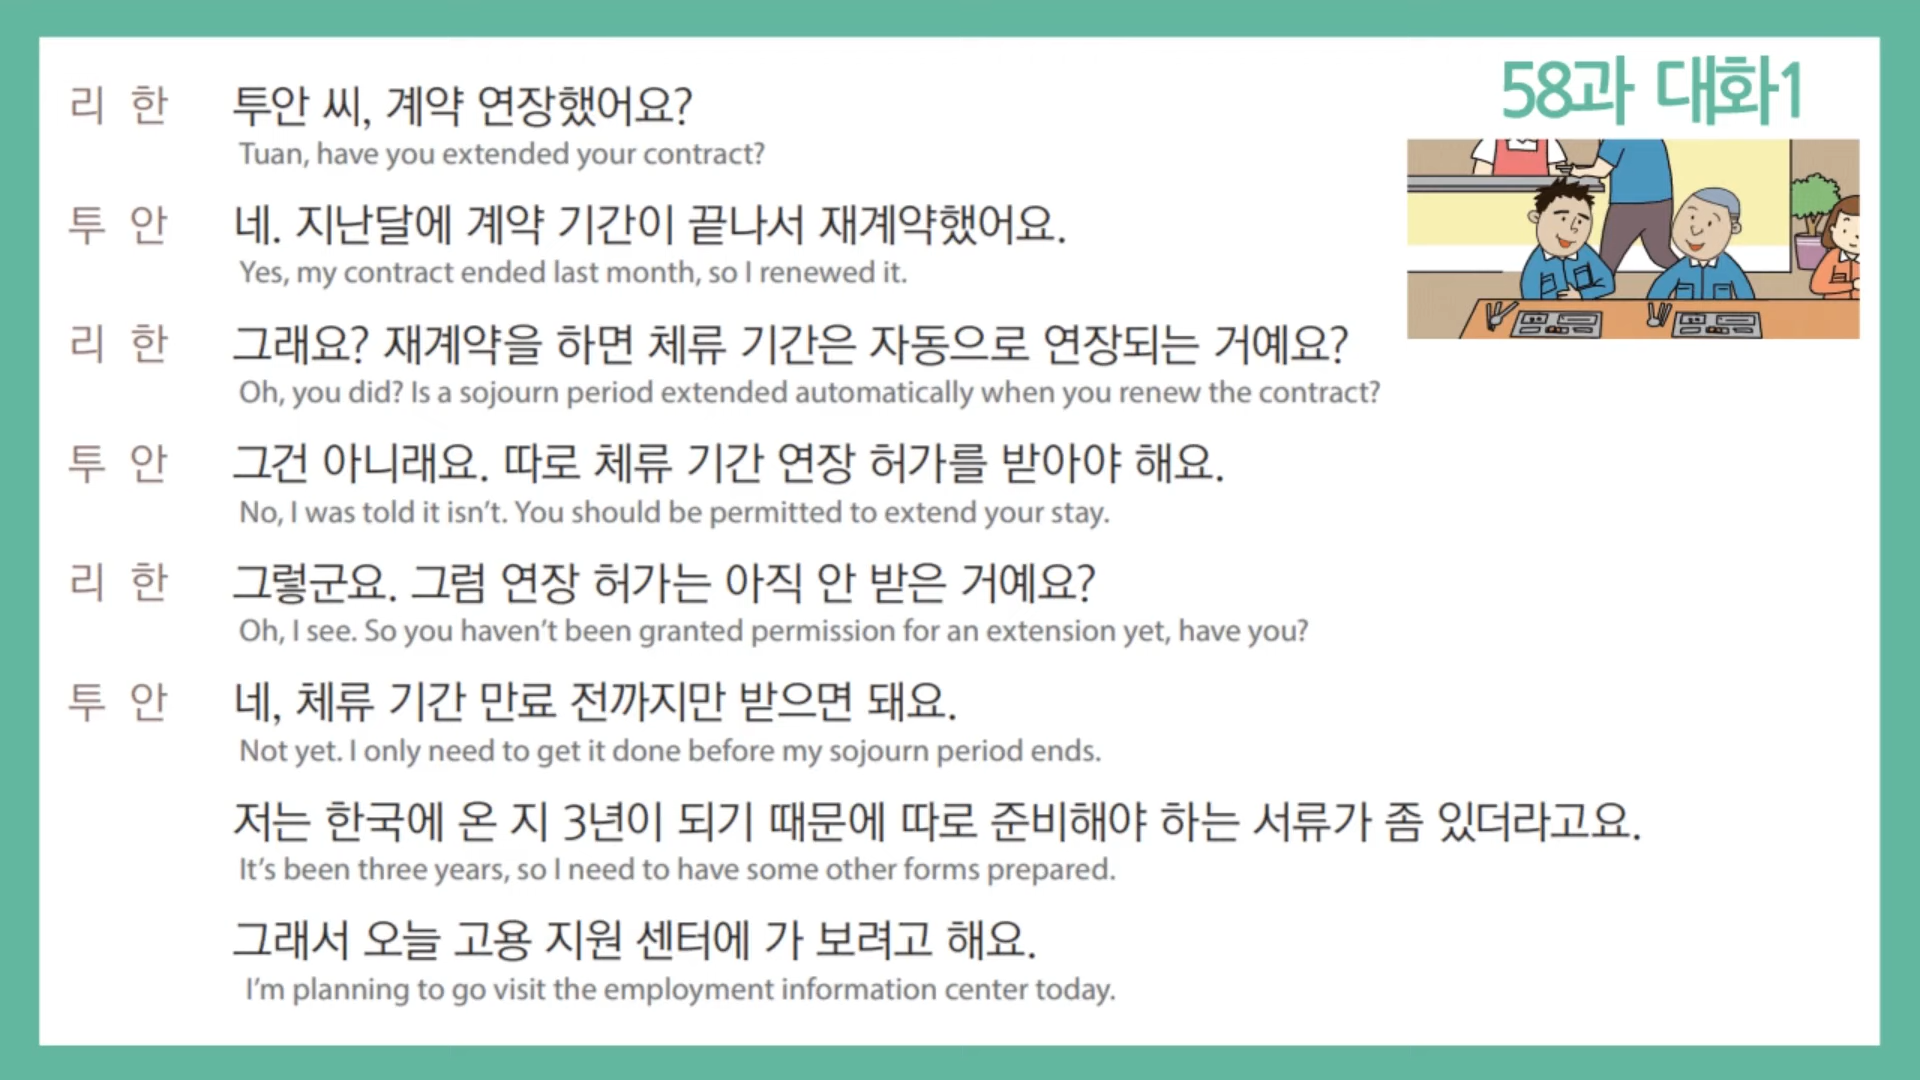 58과 대화1
리 한 투안 씨, 계약 연장했어요?
Tuan, have you extended your contract?
투 안 네. 지난달에 계약 기간이 끝나서 재계약했어요.
Yes, my contract ended last month, so I renewed it.
리 한 그래요? 재계약을 하면 체류 기간은 자동으로 연장되는 거예요?
Oh, you did? Is a sojourn period extended automatically when you renew the contract?
투 안 그건 아니래요. 따로 체류 기간 연장 허가를 받아야 해요.
No, I was told it isn't. You should be permitted to extend your stay.
리 한 그렇군요. 그럼 연장 허가는 아직 안 받은 거예요?
Oh, I see. So you haven't been granted permission for an extension yet, have you?
투 안 네, 체류 기간 만료 전까지만 받으면 돼요.
Not yet. I only need to get it done before my sojourn period ends.
저는 한국에 온 지 3년이 되기 때문에 따로 준비해야 하는 서류가 좀 있더라고요.
It's been three years, so I need to have some other forms prepared.
그래서 오늘 고용 지원 센터에 가 보려고 해요.
I'm planning to go visit the employment information center today.